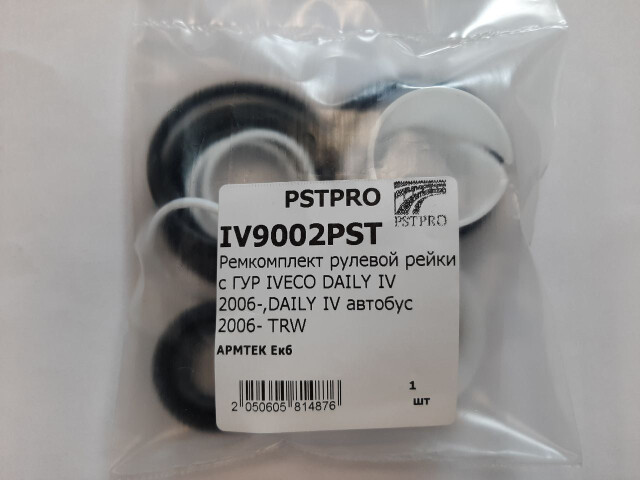 PSTPRO
PSTPRO
IV9002PST
Ремкомплект рулевой рейки
с ГУР IVECO DAILY IV
2006-,DAILY IV автобус
2006- TRW
АРМТЕК Екб
1
шт
2 050605 814876